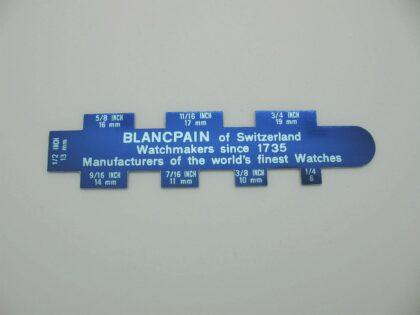 5/8 INCH
16 mm
11/16 INCH
17 mm
3/4 INCH
19 mm
1/2 INCH
13 mm
BLANCPAIN of Switzerland
Watchmakers since 1735
Manufacturers of the world's finest Watches
9/16 INCH
14 mm
7/16 INCH
11 mm
3/8 INCH
10 mm
1/4
6